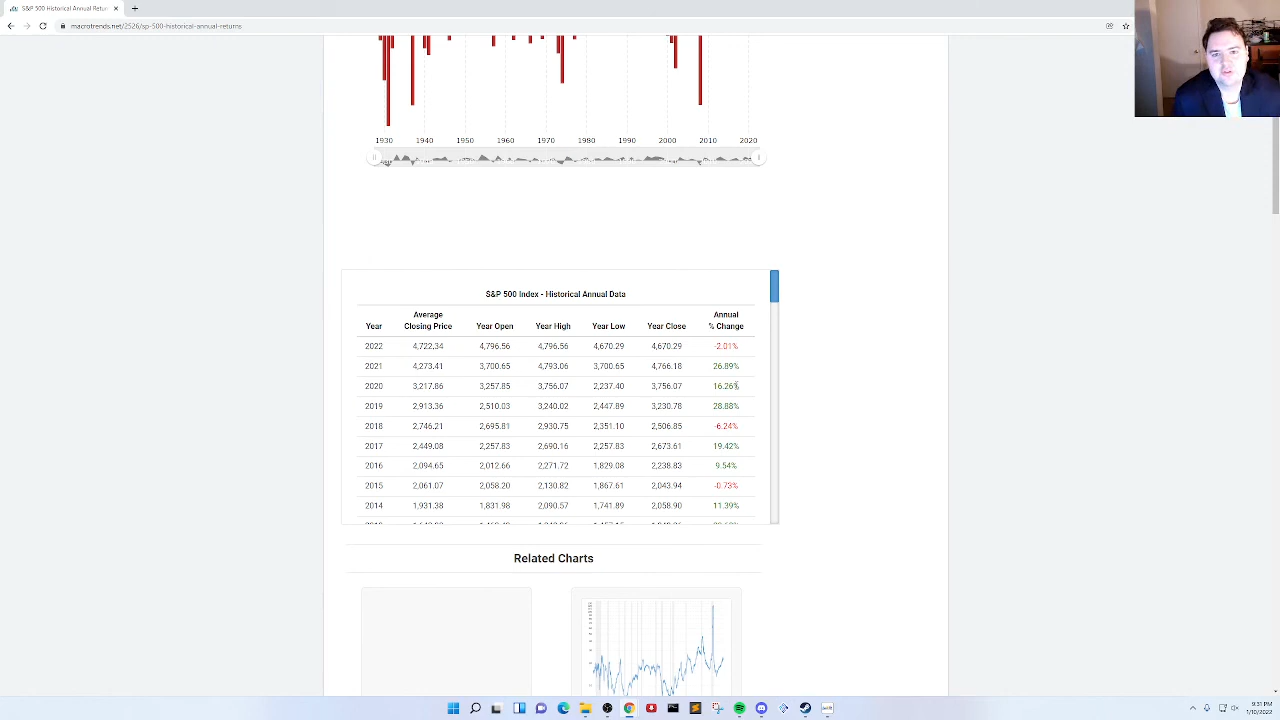 S&P 500 Historical Annual Retur
macrotrends.net/2526/sp-500-historical-annual-returns
1930 1940 1950 1960 1970 1980 1990 2000 2010 2020
S&P 500 Index - Historical Annual Data
Year Average Closing Price Year Open Year High Year Low Year Close Annual % Change
2022 4,722.34 4,796.56 4,796.56 4,670.29 4,670.29 -2.01%
2021 4,273.41 3,700.65 4,793.06 3,700.65 4,766.18 26.89%
2020 3,217.86 3,257.85 3,756.07 2,237.40 3,756.07 16.26%
2019 2,913.36 2,510.03 3,240.02 2,447.89 3,230.78 28.88%
2018 2,746.21 2,695.81 2,930.75 2,351.10 2,506.85 -6.24%
2017 2,449.08 2,257.83 2,690.16 2,257.83 2,673.61 19.42%
2016 2,094.65 2,012.66 2,271.72 1,829.08 2,238.83 9.54%
2015 2,061.07 2,058.20 2,130.82 1,867.61 2,043.94 -0.73%
2014 1,931.38 1,831.98 2,090.57 1,741.89 2,058.90 11.39%
Related Charts
9:31 PM
1/10/2022